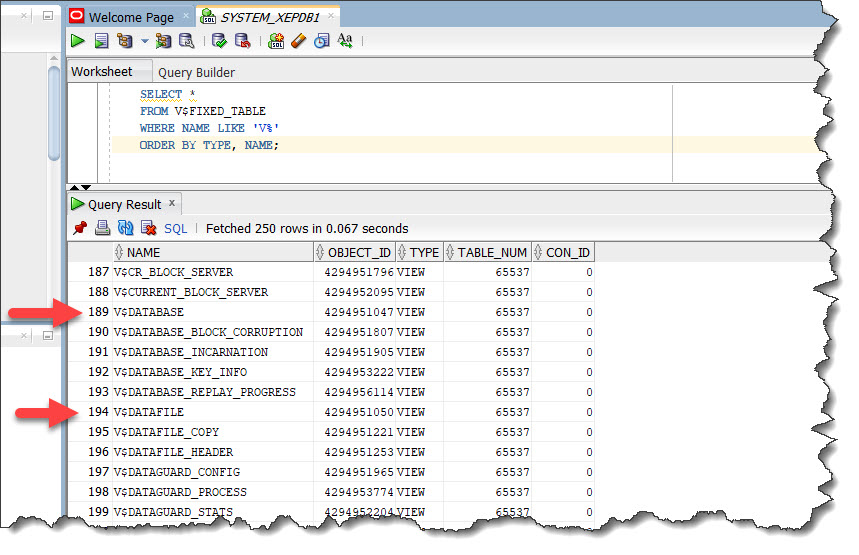 Welcome Page SYSTEM_XEPDB1
Worksheet Query Builder
SELECT *
FROM V$FIXED_TABLE
WHERE NAME LIKE 'V%'
ORDER BY TYPE, NAME;
Query Result x
SQL Fetched 250 rows in 0.067 seconds
NAME OBJECT_ID TYPE TABLE_NUM CON_ID
187 V$CR_BLOCK_SERVER 4294951796 VIEW 65537 0
188 V$CURRENT_BLOCK_SERVER 4294952095 VIEW 65537 0
189 V$DATABASE 4294951047 VIEW 65537 0
190 V$DATABASE_BLOCK_CORRUPTION 4294951807 VIEW 65537 0
191 V$DATABASE_INCARNATION 4294951905 VIEW 65537 0
192 V$DATABASE_KEY_INFO 4294953222 VIEW 65537 0
193 V$DATABASE_REPLAY_PROGRESS 4294956114 VIEW 65537 0
194 V$DATAFILE 4294951050 VIEW 65537 0
195 V$DATAFILE_COPY 4294951221 VIEW 65537 0
196 V$DATAFILE_HEADER 4294951253 VIEW 65537 0
197 V$DATAGUARD_CONFIG 4294951965 VIEW 65537 0
198 V$DATAGUARD_PROCESS 4294953774 VIEW 65537 0
199 V$DATAGUARD_STATS 4294952204 VIEW 65537 0